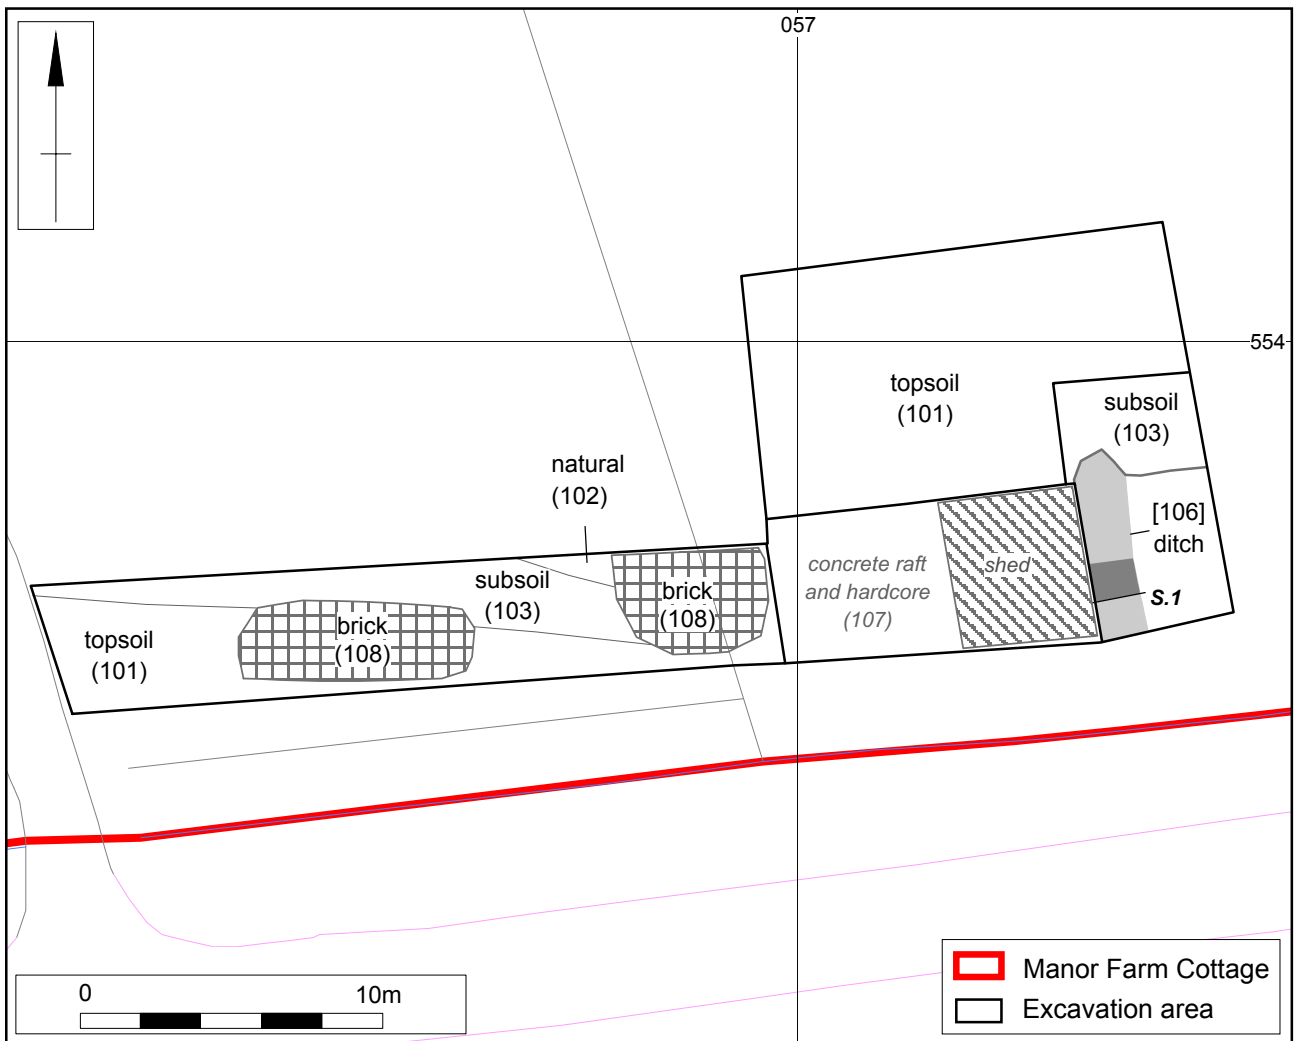 057
554
topsoil
(101)
subsoil
(103)
natural
(102)
[106]
ditch
concrete raft
and hardcore
(107)
shed
subsoil
(103)
brick
(108)
S.1
brick
(108)
topsoil
(101)
0 10m
Manor Farm Cottage
Excavation area